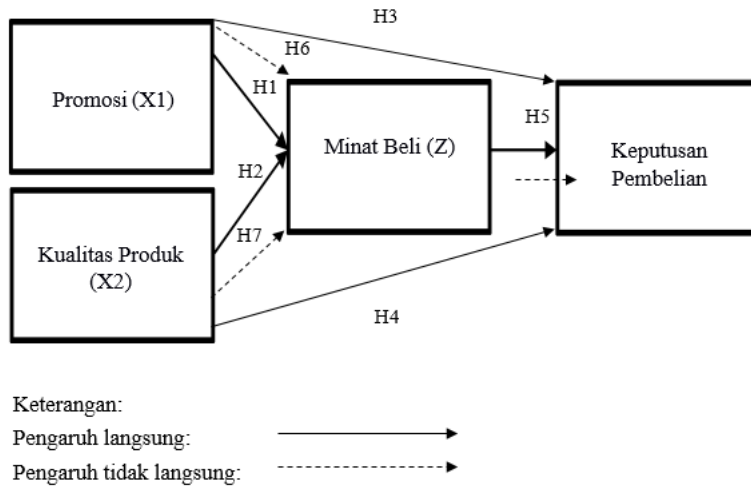 H3
H6
Promosi (X1)
H1
Minat Beli (Z)
H5
Keputusan
Pembelian
H2
H7
Kualitas Produk
(X2)
H4
Keterangan:
Pengaruh langsung:
Pengaruh tidak langsung: